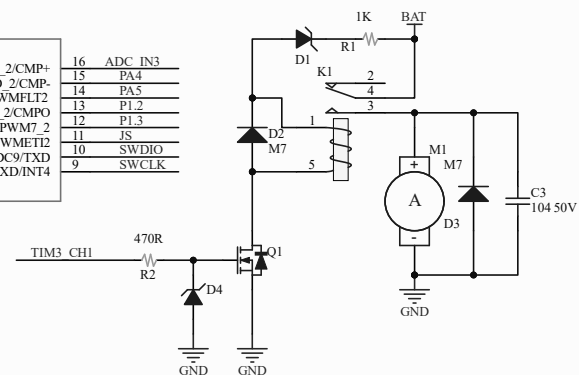 1K
BAT
D1
R1
_2/CMP+
16
ADC_IN3
K1
2
_2/CMP-
15
PA4
4
WMFLT2
14
PA5
3
_2/CMPO
13
P1.2
1
PWM7_2
12
P1.3
D2
M7
WMETI2
11
JS
M1
M7
DC9/TXD
10
SWDIO
5
+
XD/INT4
9
SWCLK
A
C3
104 50V
D3
-
470R
TIM3_CH1
R2
Q1
D4
GND
GND
GND